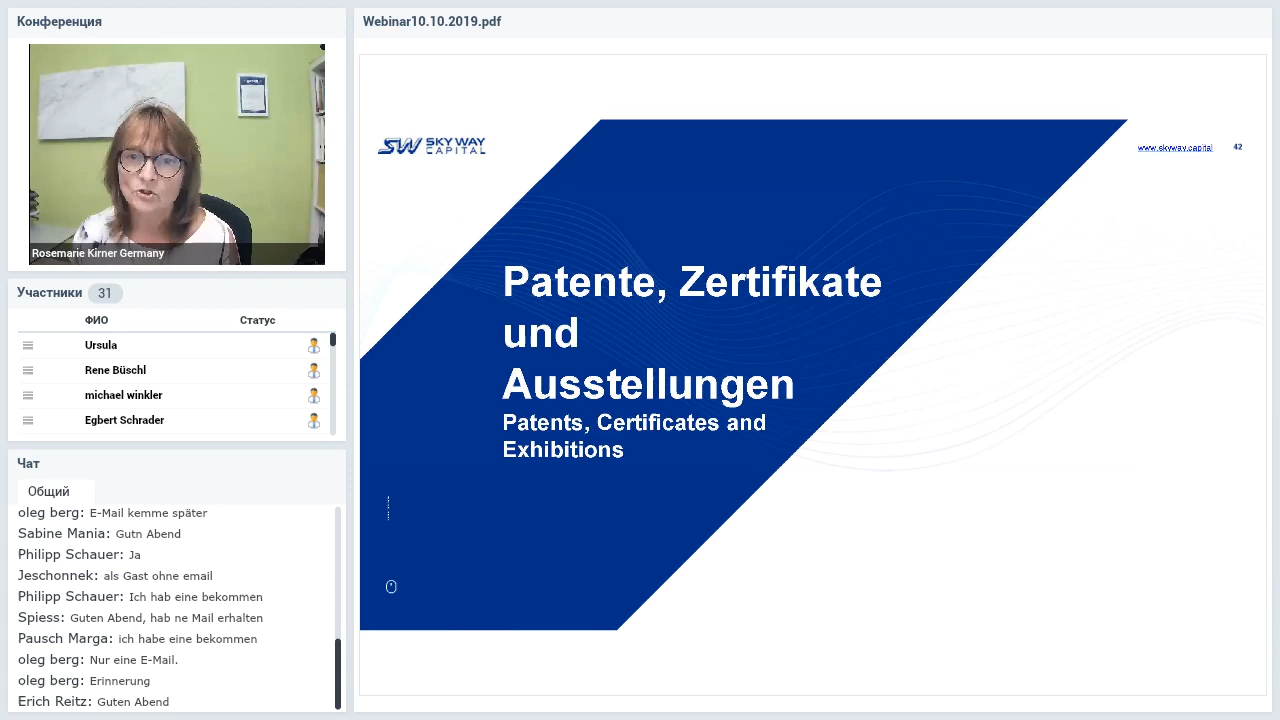 Конференция
Rosemarie Kirner Germany
Участники 31
ФИО Статус
Ursula
Rene Büschl
michael winkler
Egbert Schrader
Чат
Общий
oleg berg: E-Mail kemme später
Sabine Mania: Gutn Abend
Philipp Schauer: Ja
Jeschonnek: als Gast ohne email
Philipp Schauer: Ich hab eine bekommen
Spiess: Guten Abend, hab ne Mail erhalten
Pausch Marga: ich habe eine bekommen
oleg berg: Nur eine E-Mail.
oleg berg: Erinnerung
Erich Reitz: Guten Abend
Webinar10.10.2019.pdf
SW SKY WAY
CAPITAL
www.skyway.capital 42
Patente, Zertifikate
und
Ausstellungen
Patents, Certificates and
Exhibitions